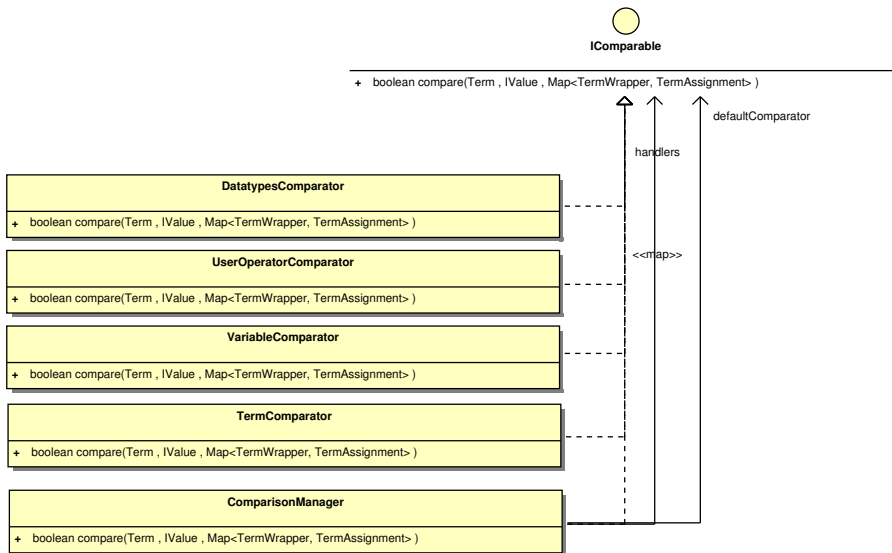 IComparable
+ boolean compare(Term , IValue , Map<TermWrapper, TermAssignment> )
defaultComparator
handlers
DatatypesComparator
+ boolean compare(Term , IValue , Map<TermWrapper, TermAssignment> )
<<map>>
UserOperatorComparator
+ boolean compare(Term , IValue , Map<TermWrapper, TermAssignment> )
VariableComparator
+ boolean compare(Term , IValue , Map<TermWrapper, TermAssignment> )
TermComparator
+ boolean compare(Term , IValue , Map<TermWrapper, TermAssignment> )
ComparisonManager
+ boolean compare(Term , IValue , Map<TermWrapper, TermAssignment> )